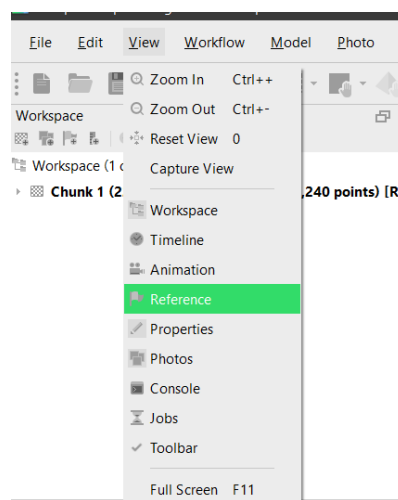 File Edit View Workflow Model Photo
Zoom In Ctrl++
Workspace
Zoom Out Ctrl+-
Reset View 0
Workspace (1
Capture View
Chunk 1 (2 ,240 points) [R
Workspace
Timeline
Animation
Reference
Properties
Photos
Console
Jobs
Toolbar
Full Screen F11